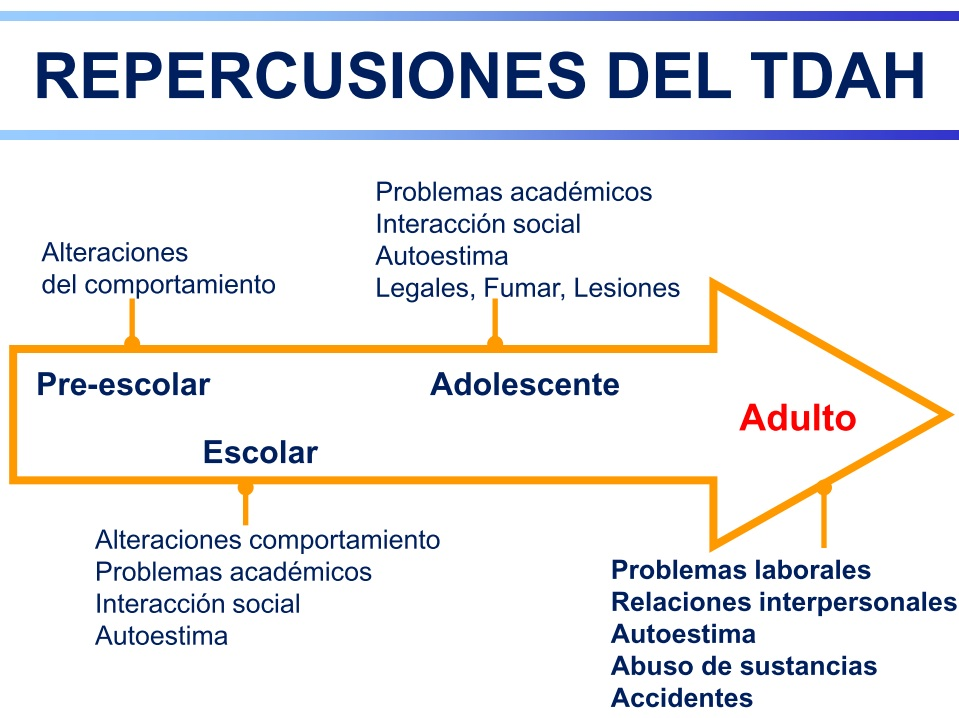 REPERCUSIONES DEL TDAH
Problemas académicos
Interacción social
Autoestima
Legales, Fumar, Lesiones
Alteraciones
del comportamiento
Pre-escolar
Adolescente
Adulto
Escolar
Alteraciones comportamiento
Problemas académicos
Interacción social
Autoestima
Problemas laborales
Relaciones interpersonales
Autoestima
Abuso de sustancias
Accidentes